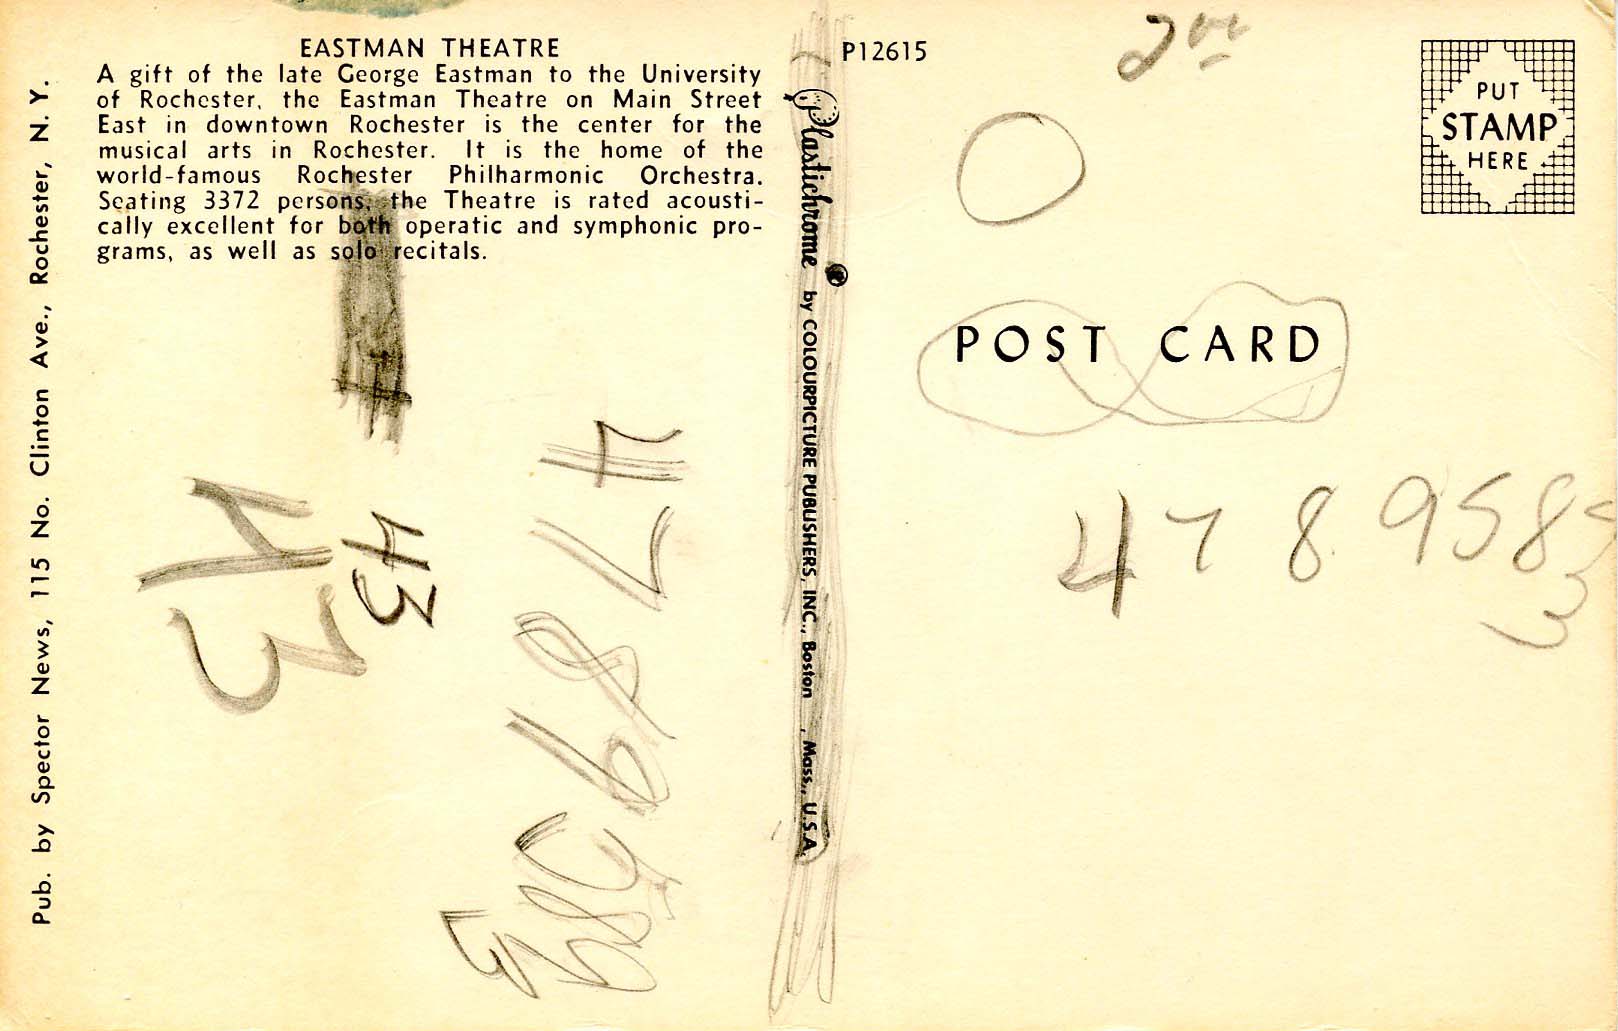 EASTMAN THEATRE
A gift of the late George Eastman to the University
of Rochester, the Eastman Theatre on Main Street
East in downtown Rochester is the center for the
musical arts in Rochester. It is the home of the
world-famous Rochester Philharmonic Orchestra.
Seating 3372 persons, the Theatre is rated acousti-
cally excellent for both operatic and symphonic pro-
grams, as well as solo recitals.
Pub. by Spector News, 115 No. Clinton Ave., Rochester, N. Y.
43
43
4789
3
Plastichrome ® by COLOURPICTURE PUBLISHERS, INC., Boston, Mass., U.S.A.
P12615
200
PUT
STAMP
HERE
POST CARD
478 958
3